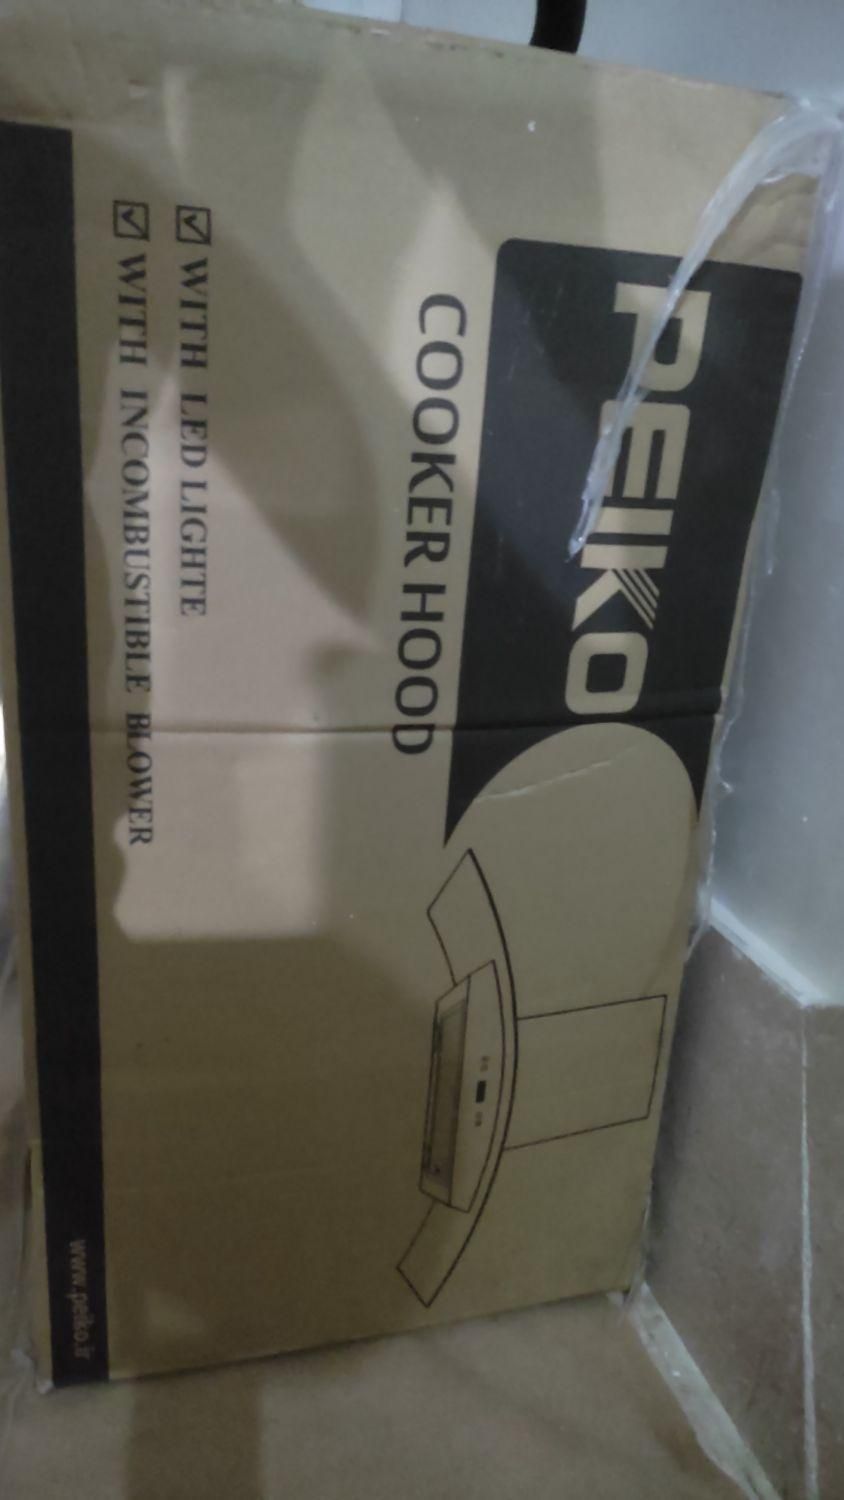 PEIKO
COOKER HOOD
WITH LED LIGHTE
WITH INCOMBUSTIBLE BLOWER
www.peiko.ir